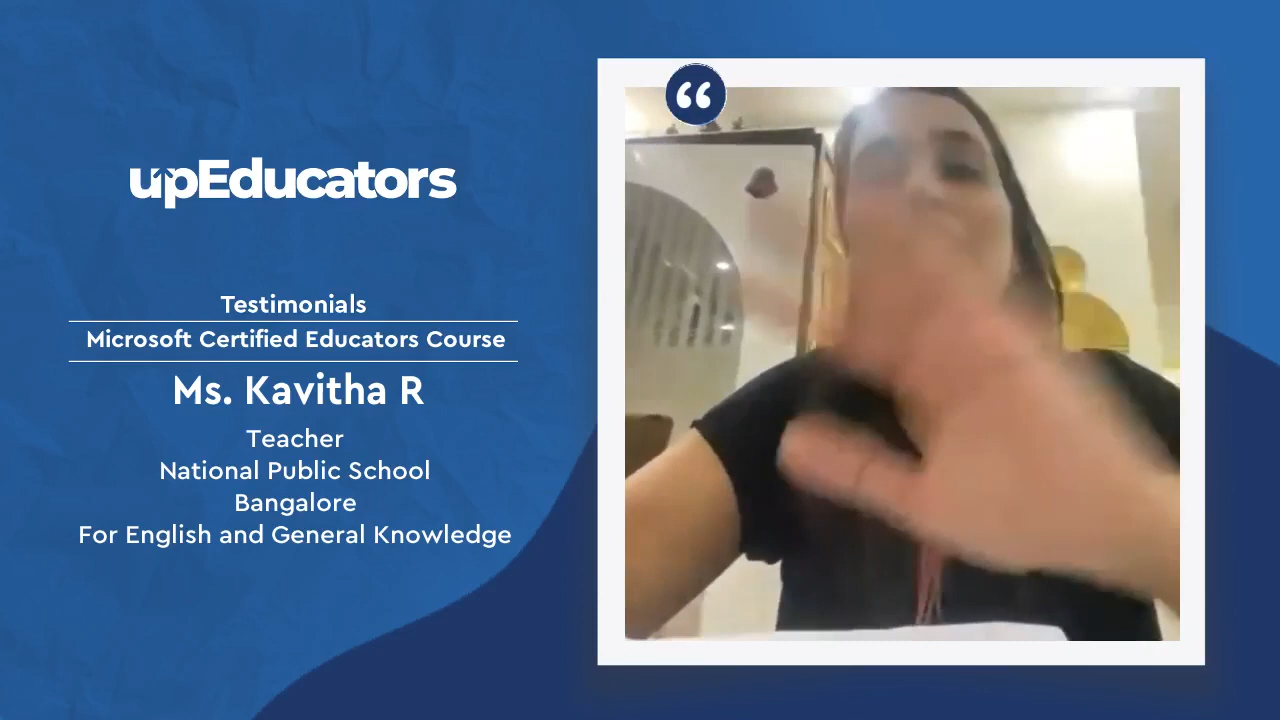 upEducators
Testimonials
Microsoft Certified Educators Course
Ms. Kavitha R
Teacher
National Public School
Bangalore
For English and General Knowledge